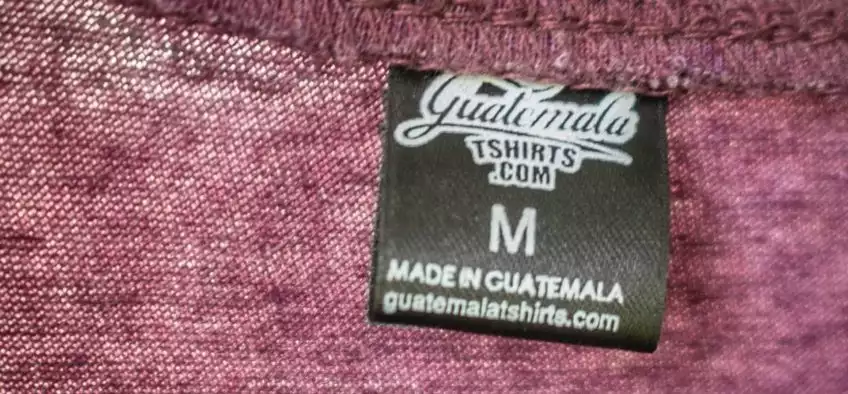 Guatemala
TSHIRTS
.COM
M
MADE IN GUATEMALA
guatemalatshirts.com